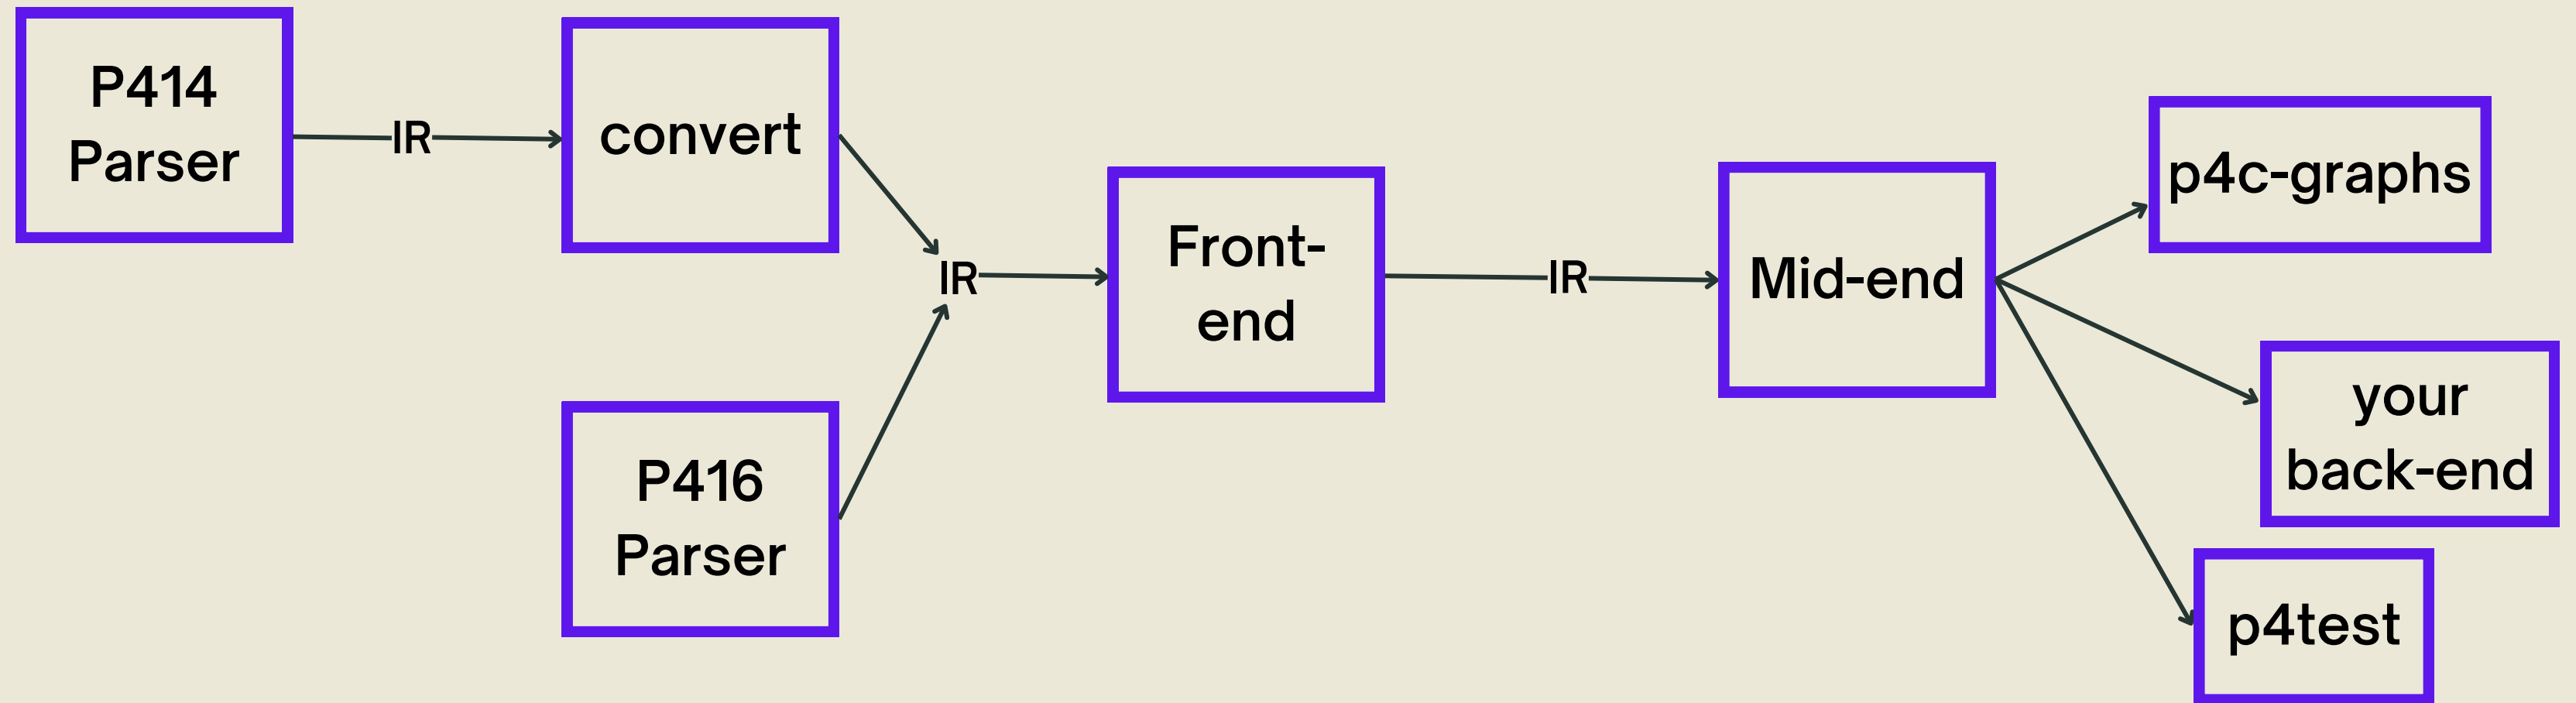 P414
Parser
IR
convert
IR
P416
Parser
Front-
end
IR
Mid-end
p4c-graphs
your
back-end
p4test